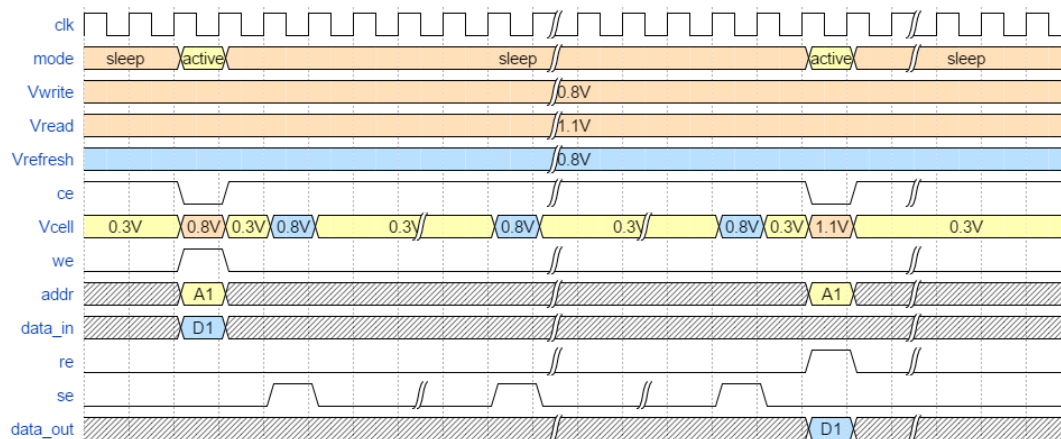 clk
mode sleep active sleep active sleep
Vwrite 0.8V
Vread 1.1V
Vrefresh 0.8V
ce
Vcell 0.3V 0.8V 0.3V 0.8V 0.3V 0.8V 0.3V 0.8V 0.3V 1.1V 0.3V
we
addr A1 A1
data_in D1
re
se
data_out D1